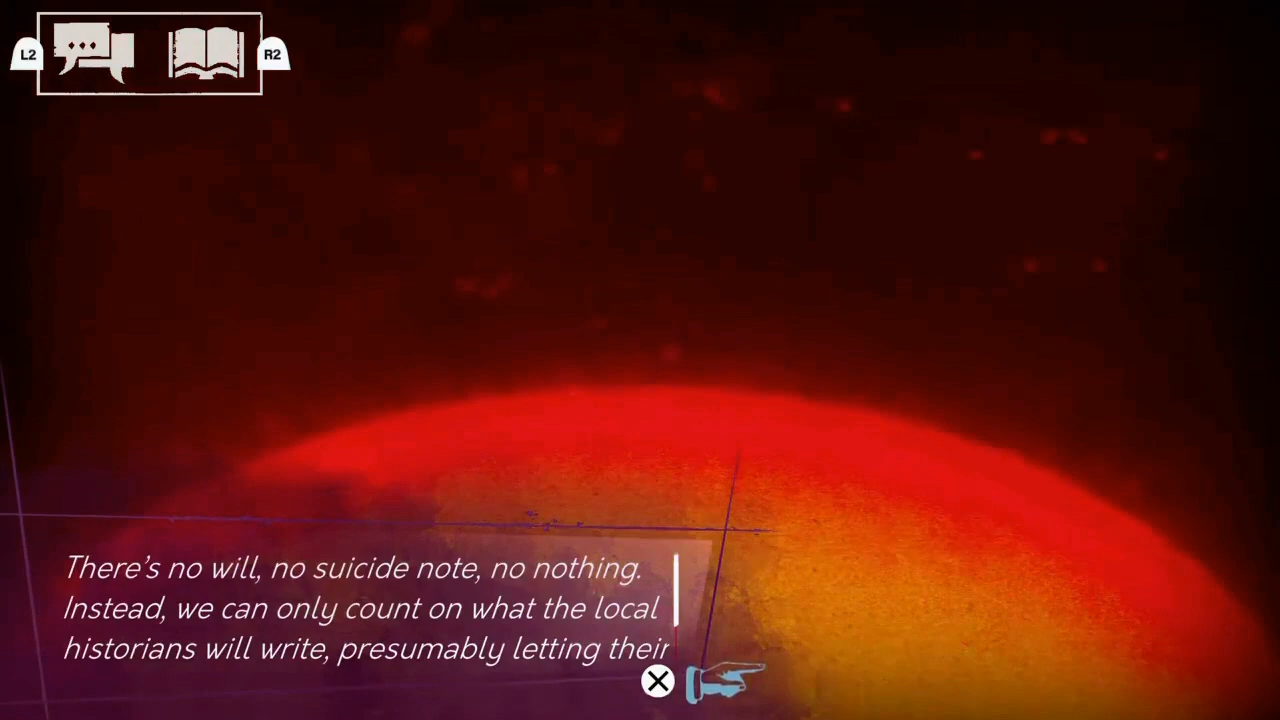 L2
R2
There's no will, no suicide note, no nothing.
Instead, we can only count on what the local
historians will write, presumably letting their